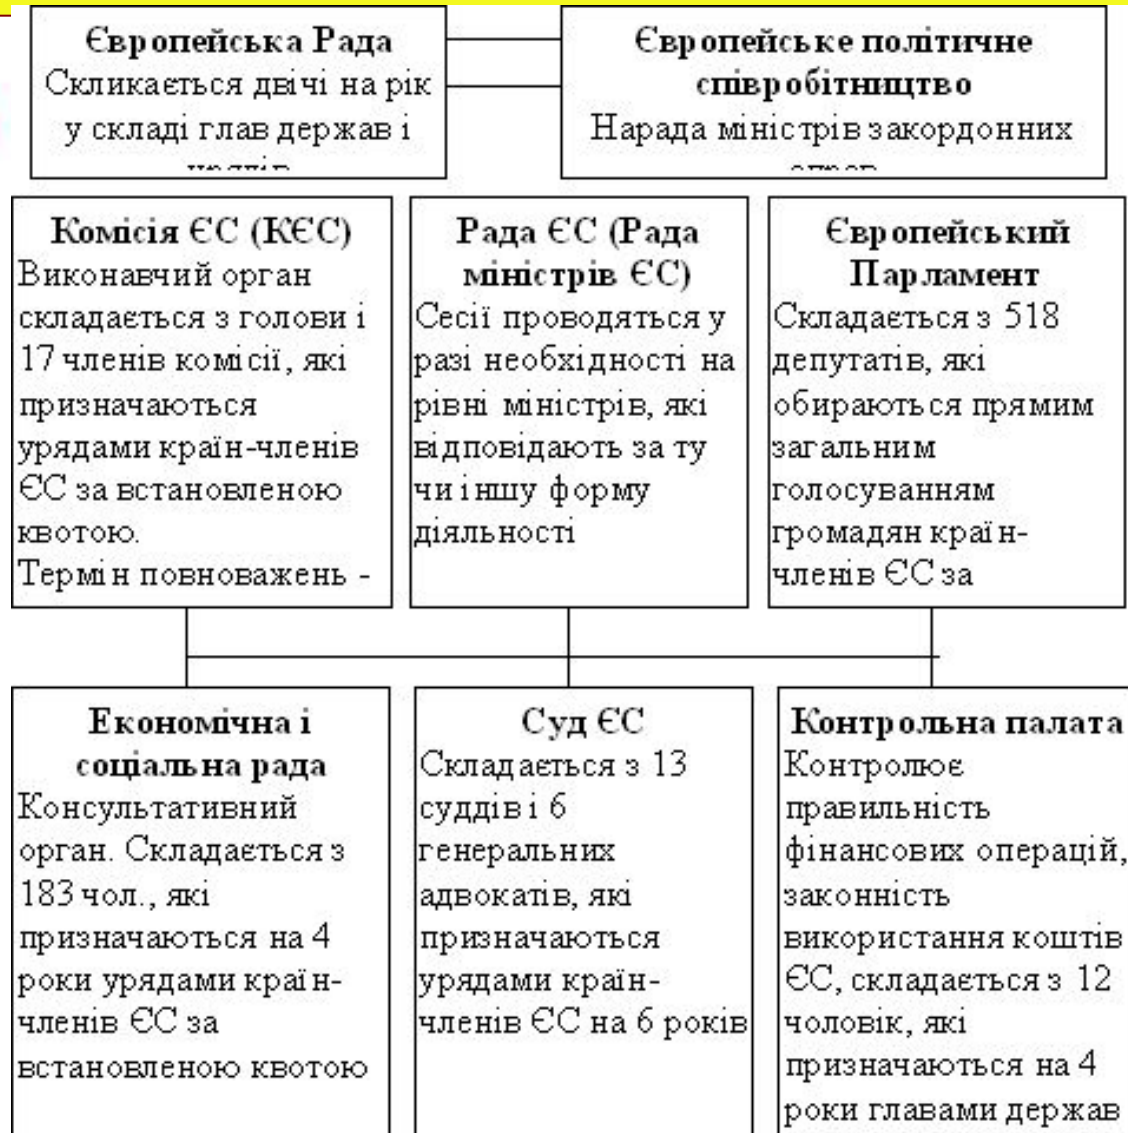 Європейська Рада
Скликається двічі на рік
у складі глав держав і
Європейське політичне
співробітництво
Нарада міністрів закордонних
Комісія ЄС (КЄС)
Виконавчий орган
складається з голови і
17 членів комісії, які
призначаються
урядами країн-членів
ЄС за встановленою
квотою.
Термін повноважень -
Рада ЄС (Рада
міністрів ЄС)
Сесії проводяться у
разі необхідності на
рівні міністрів, які
відповідають за ту
чи іншу форму
діяльності
Європейський
Парламент
Складається з 518
депутатів, які
обираються прямим
загальним
голосуванням
громадян країн-
членів ЄС за
Економічна і
соціальна рада
Консультативний
орган. Складається з
183 чол., які
призначаються на 4
роки урядами країн-
членів ЄС за
встановленою квотою
Суд ЄС
Складається з 13
суддів і 6
генеральних
адвокатів, які
призначаються
урядами країн-
членів ЄС на 6 років
Контрольна палата
Контролює
правильність
фінансових операцій,
законність
використання коштів
ЄС, складається з 12
чоловік, які
призначаються на 4
роки главами держав